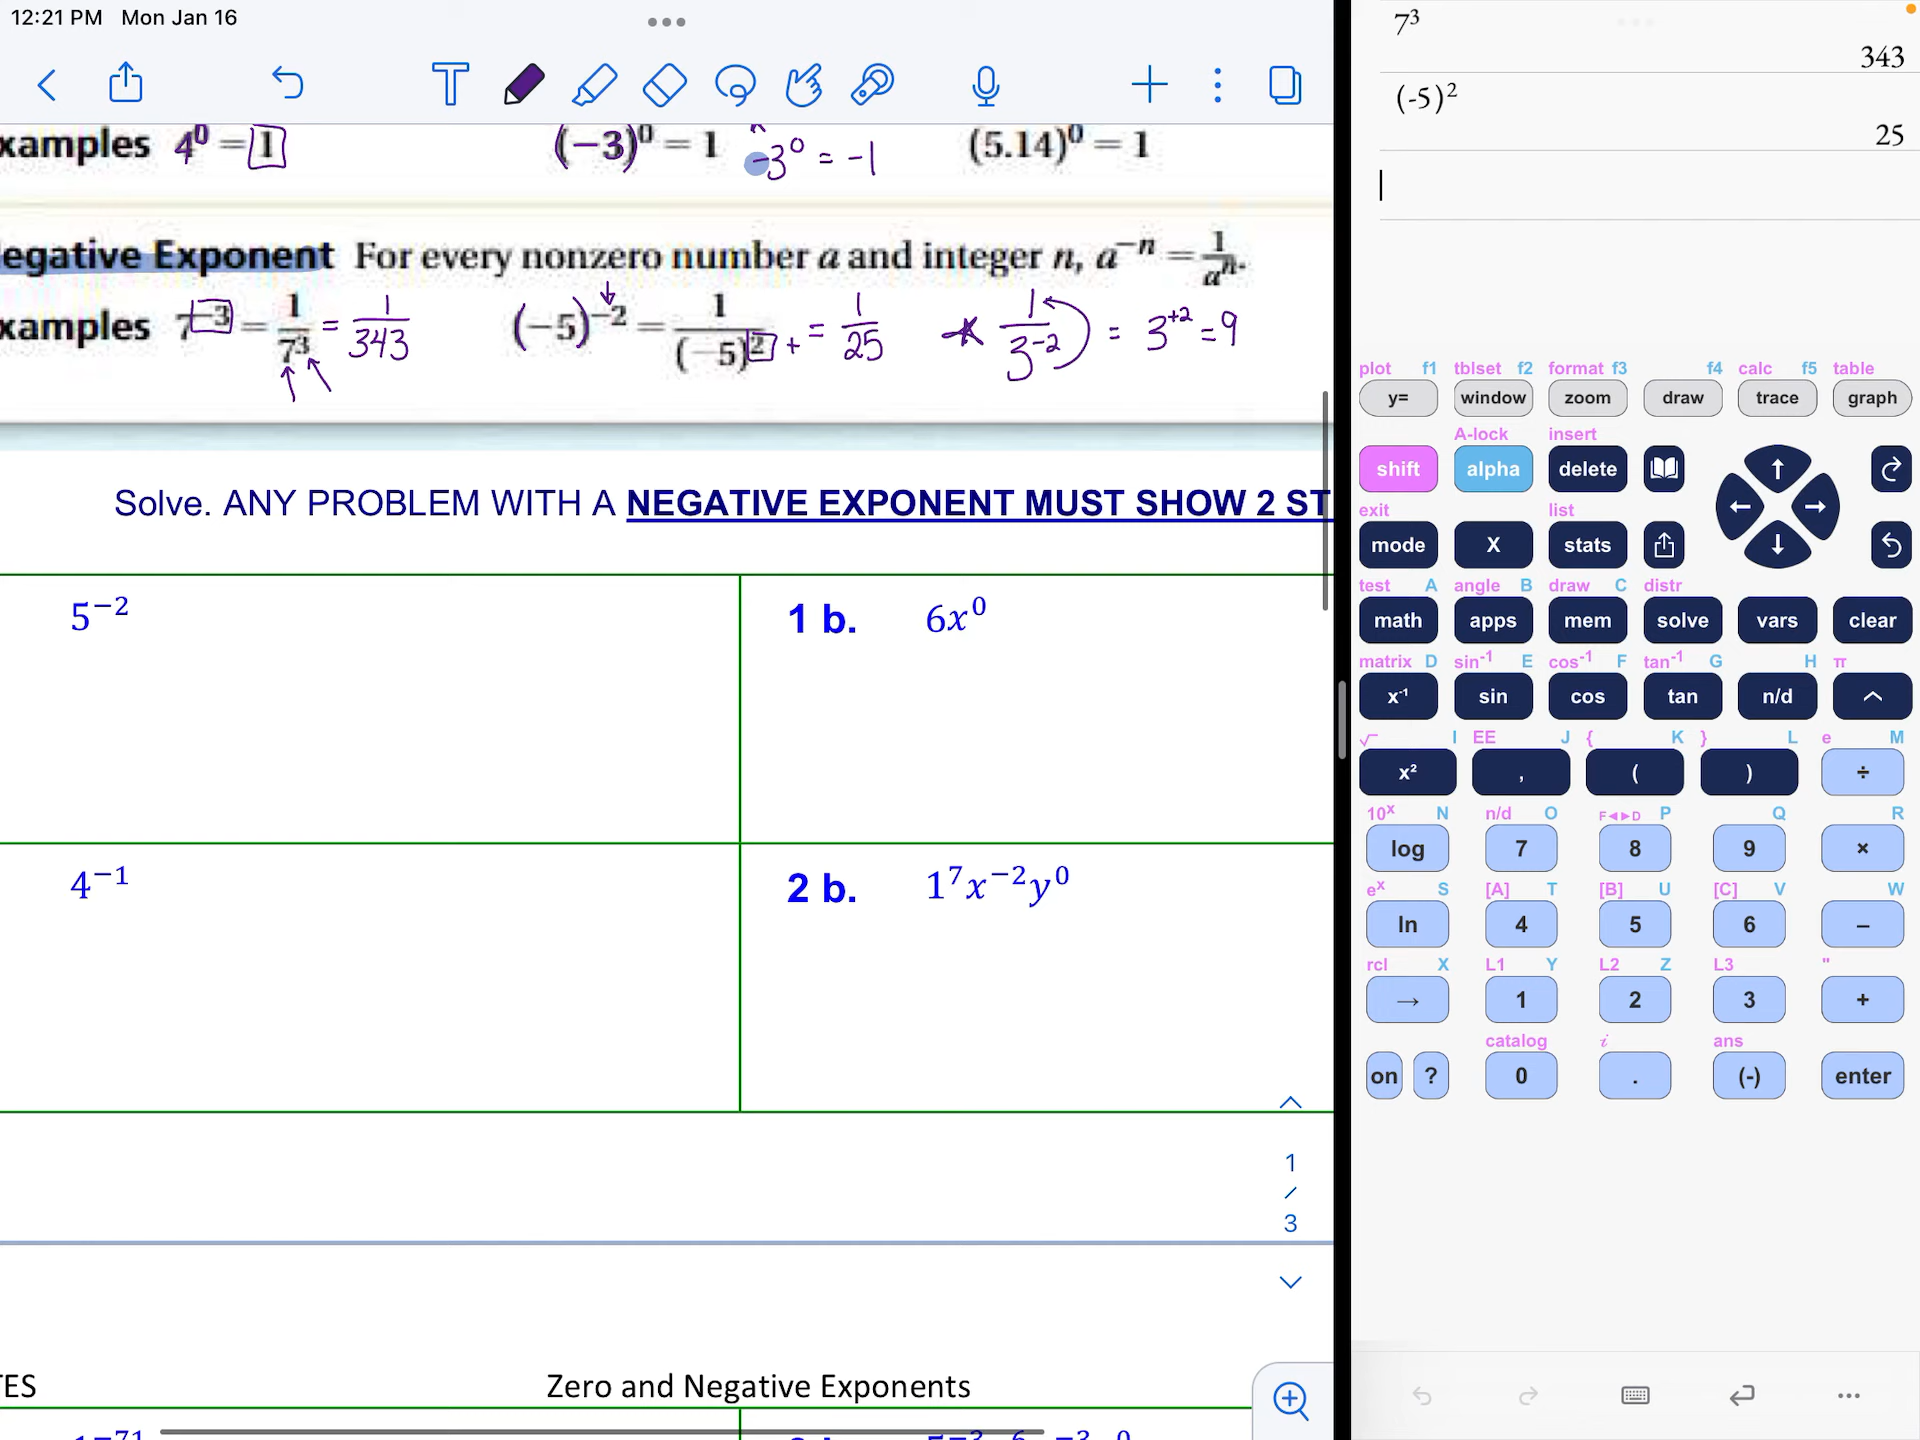 12:21 PM Mon Jan 16
xamples 4⁰ = 1 (−3)⁰ = 1 -3⁰ = -1 (5.14)⁰ = 1
egative Exponent For every nonzero number a and integer n, a⁻ⁿ = 1/aⁿ.
xamples 7⁻³ = 1/7³ = 1/343 (−5)⁻² = 1/(−5)² + = 1/25 * 1/3⁻² = 3⁺² = 9
Solve. ANY PROBLEM WITH A NEGATIVE EXPONENT MUST SHOW 2 ST
5⁻² 1 b. 6x⁰
4⁻¹ 2 b. 1⁷x⁻²y⁰
1
/
3
ES Zero and Negative Exponents
7³
343
(-5)²
25
plot f1 tblset f2 format f3 f4 calc f5 table
y= window zoom draw trace graph
A-lock insert
shift alpha delete
exit list
mode X stats
test A angle B draw C distr
math apps mem solve vars clear
matrix D sin⁻¹ E cos⁻¹ F tan⁻¹ G H π
x⁻¹ sin cos tan n/d ^
√ I EE J { K } L e M
x² , ( ) ÷
10ˣ N n/d O F◄►D P Q R
log 7 8 9 ×
eˣ S [A] T [B] U [C] V W
ln 4 5 6 −
rcl X L1 Y L2 Z L3 "
→ 1 2 3 +
catalog i ans
on ? 0 . (-) enter